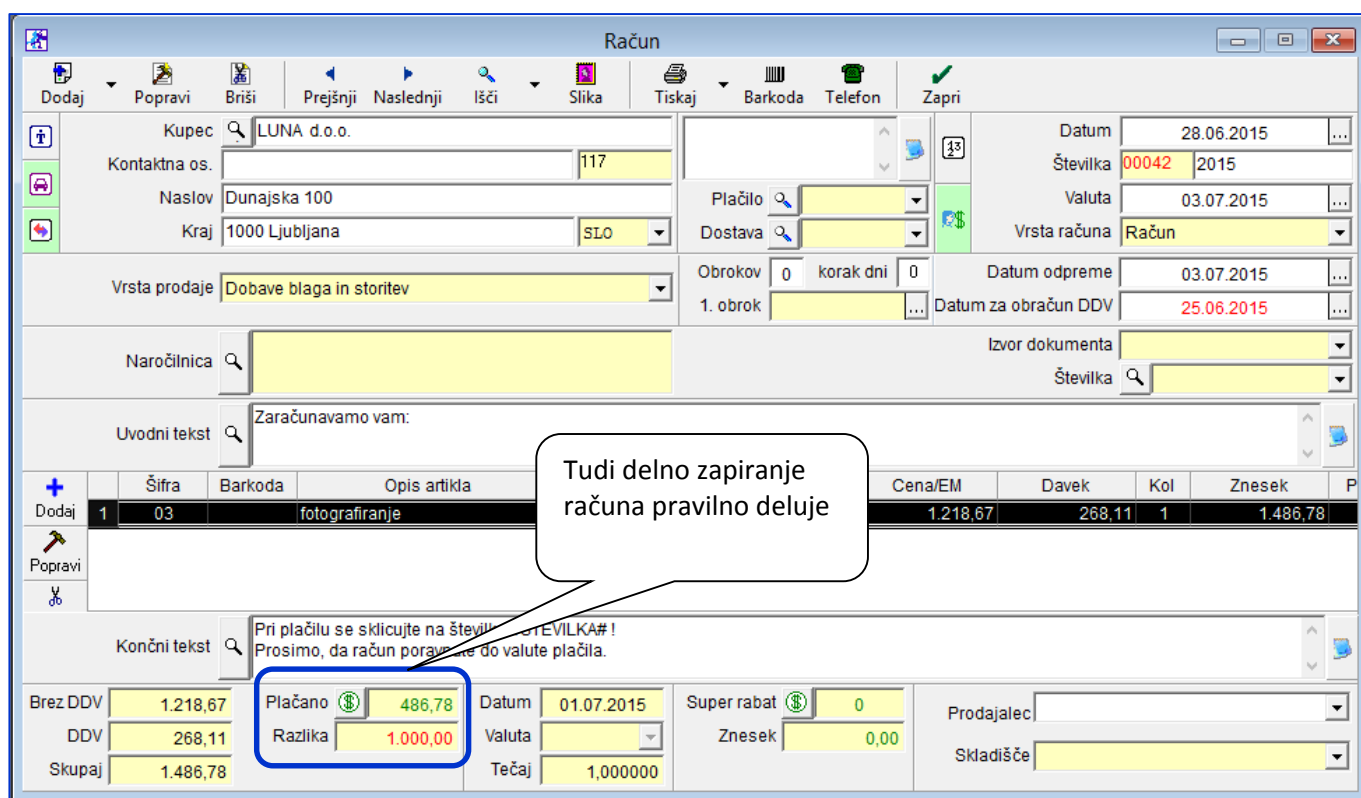 Račun
Dodaj Popravi Briši Prejšnji Naslednji Išči Slika Tiskaj Barkoda Telefon Zapri
Kupec LUNA d.o.o.
Kontaktna os. 117
Naslov Dunajska 100
Kraj 1000 Ljubljana SLO
Plačilo
Dostava
Datum 28.06.2015 ...
Številka 00042 2015
Valuta 03.07.2015 ...
Vrsta računa Račun
Vrsta prodaje Dobave blaga in storitev
Obrokov 0 korak dni 0
1. obrok ...
Datum odpreme 03.07.2015 ...
Datum za obračun DDV 25.06.2015 ...
Naročilnica
Izvor dokumenta
Številka
Uvodni tekst Zaračunavamo vam:
Tudi delno zapiranje
računa pravilno deluje
Dodaj Šifra Barkoda Opis artikla Cena/EM Davek Kol Znesek P
1 03 fotografiranje 1.218,67 268,11 1 1.486,78
Popravi
Končni tekst Pri plačilu se sklicujte na TEVILKA# !
Prosimo, da račun do valute plačila.
Brez DDV 1.218,67 Plačano 486,78 Datum 01.07.2015 Super rabat 0 Prodajalec
DDV 268,11 Razlika 1.000,00 Valuta Znesek 0,00
Skupaj 1.486,78 Tečaj 1,000000 Skladišče